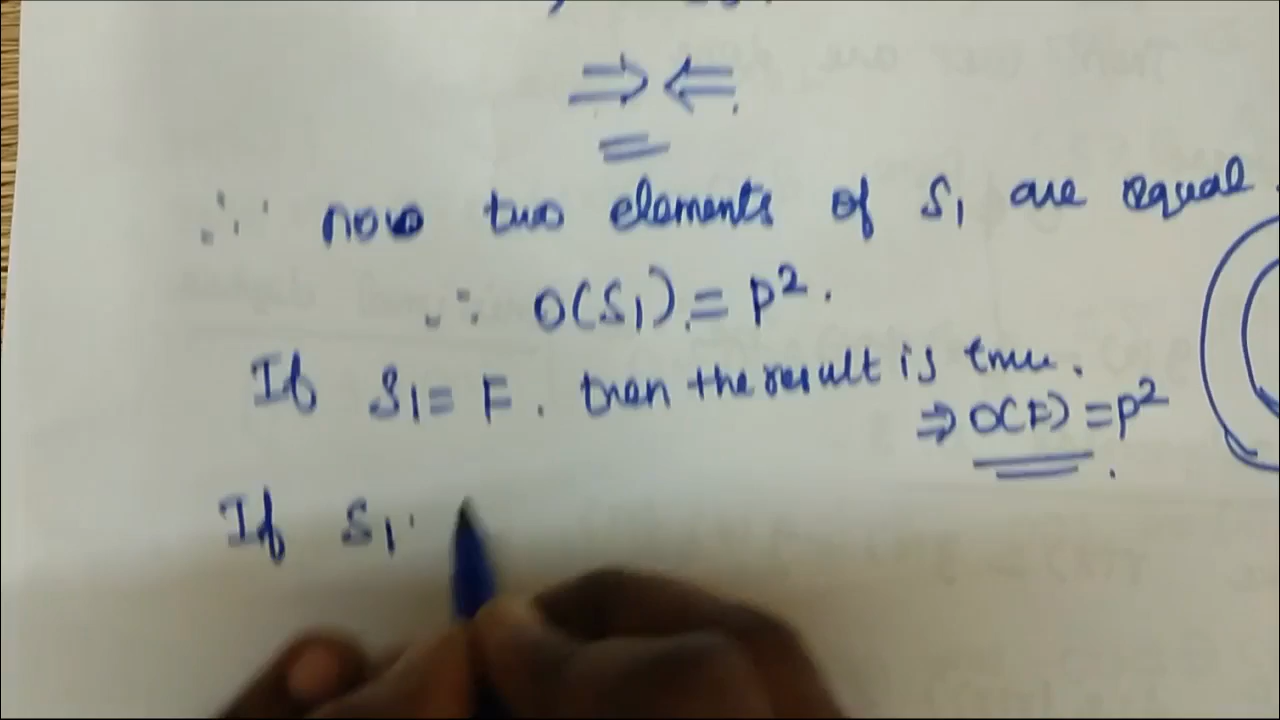 ⇒⇐.
∴ now two elements of S₁ are equal.
∴ O(S₁) = p².
If S₁ = F. then the result is true.
⇒ O(F) = p².
If S₁